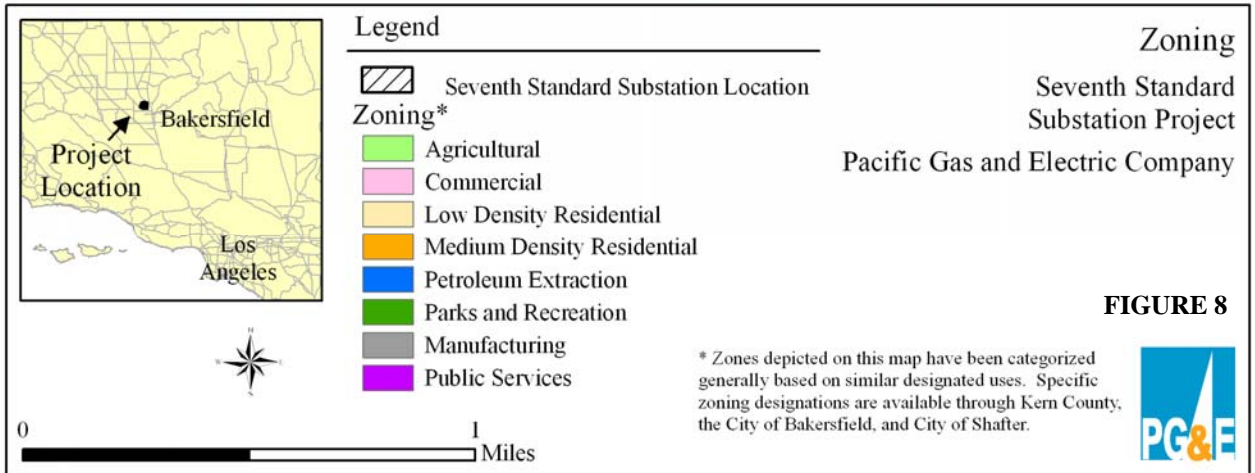 Project
Location
Bakersfield
Los
Angeles
N
W
E
S
0
1
Miles
Legend
Seventh Standard Substation Location
Zoning*
Agricultural
Commercial
Low Density Residential
Medium Density Residential
Petroleum Extraction
Parks and Recreation
Manufacturing
Public Services
Zoning
Seventh Standard
Substation Project
Pacific Gas and Electric Company
FIGURE 8
* Zones depicted on this map have been categorized
generally based on similar designated uses. Specific
zoning designations are available through Kern County,
the City of Bakersfield, and City of Shafter.
PG&E